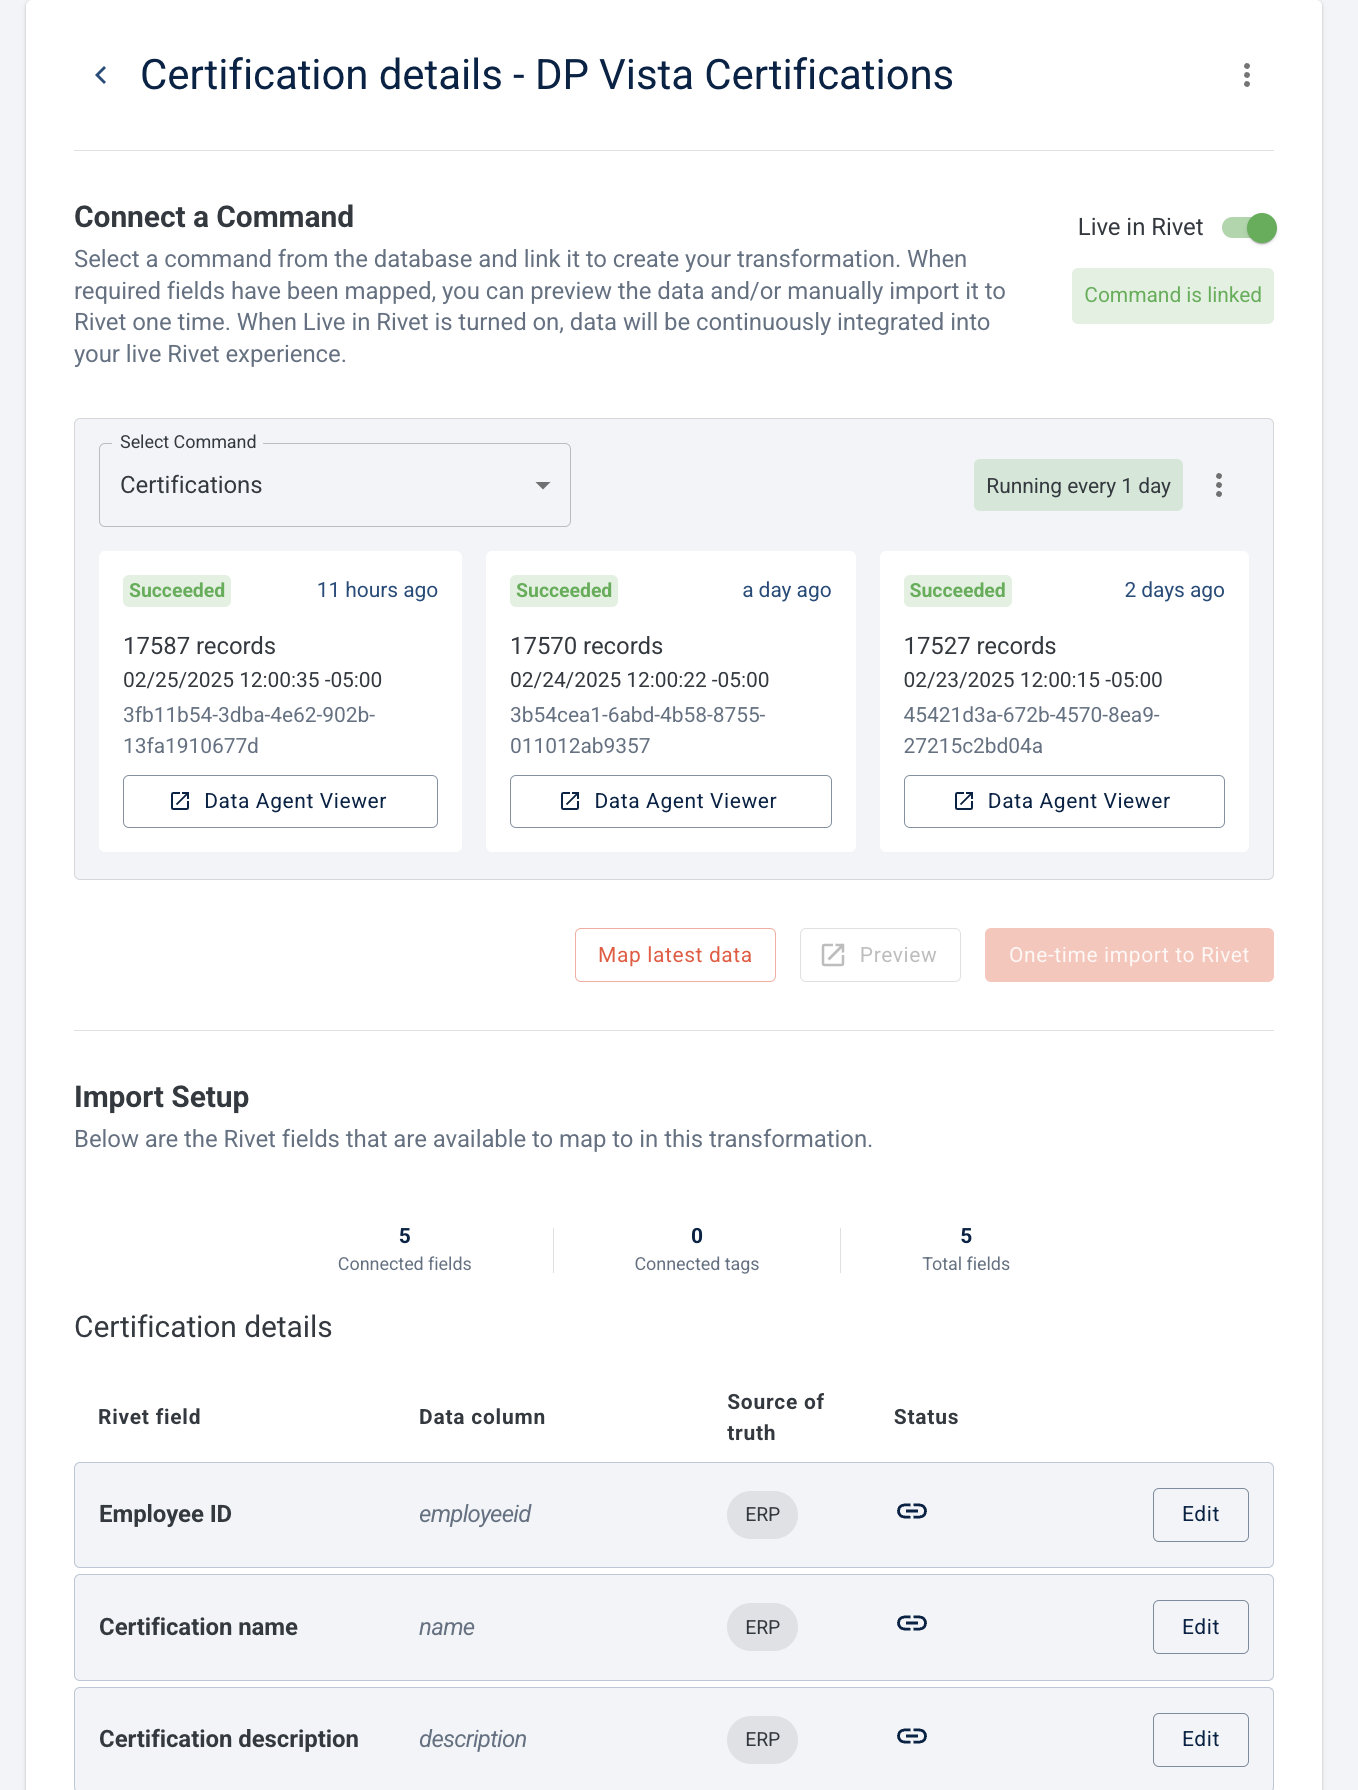 Certification details - DP Vista Certifications
Connect a Command
Select a command from the database and link it to create your transformation. When
required fields have been mapped, you can preview the data and/or manually import it to
Rivet one time. When Live in Rivet is turned on, data will be continuously integrated into
your live Rivet experience.
Live in Rivet
Command is linked
Select Command
Certifications
Running every 1 day
Succeeded
11 hours ago
17587 records
02/25/2025 12:00:35 -05:00
3fb11b54-3dba-4e62-902b-
13fa1910677d
Data Agent Viewer
Succeeded
a day ago
17570 records
02/24/2025 12:00:22 -05:00
3b54cea1-6abd-4b58-8755-
011012ab9357
Data Agent Viewer
Succeeded
2 days ago
17527 records
02/23/2025 12:00:15 -05:00
45421d3a-672b-4570-8ea9-
27215c2bd04a
Data Agent Viewer
Map latest data
Preview
One-time import to Rivet
Import Setup
Below are the Rivet fields that are available to map to in this transformation.
5
Connected fields
0
Connected tags
5
Total fields
Certification details
Rivet field
Data column
Source of
truth
Status
Employee ID
employeeid
ERP
Edit
Certification name
name
ERP
Edit
Certification description
description
ERP
Edit